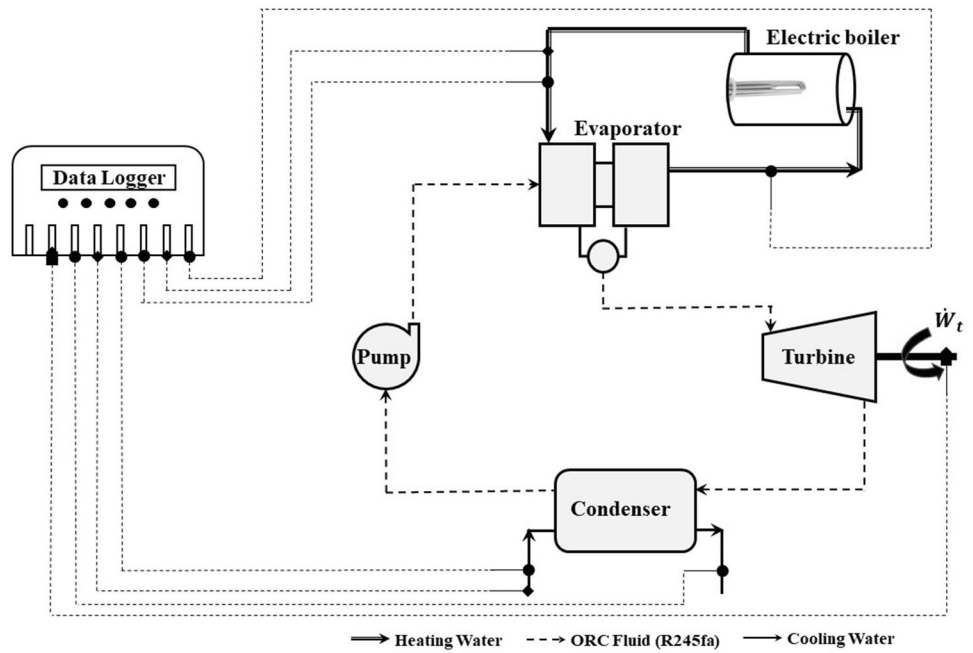 Electric boiler
Evaporator
Data Logger
Ẇt
Pump
Turbine
Condenser
Heating Water
ORC Fluid (R245fa)
Cooling Water